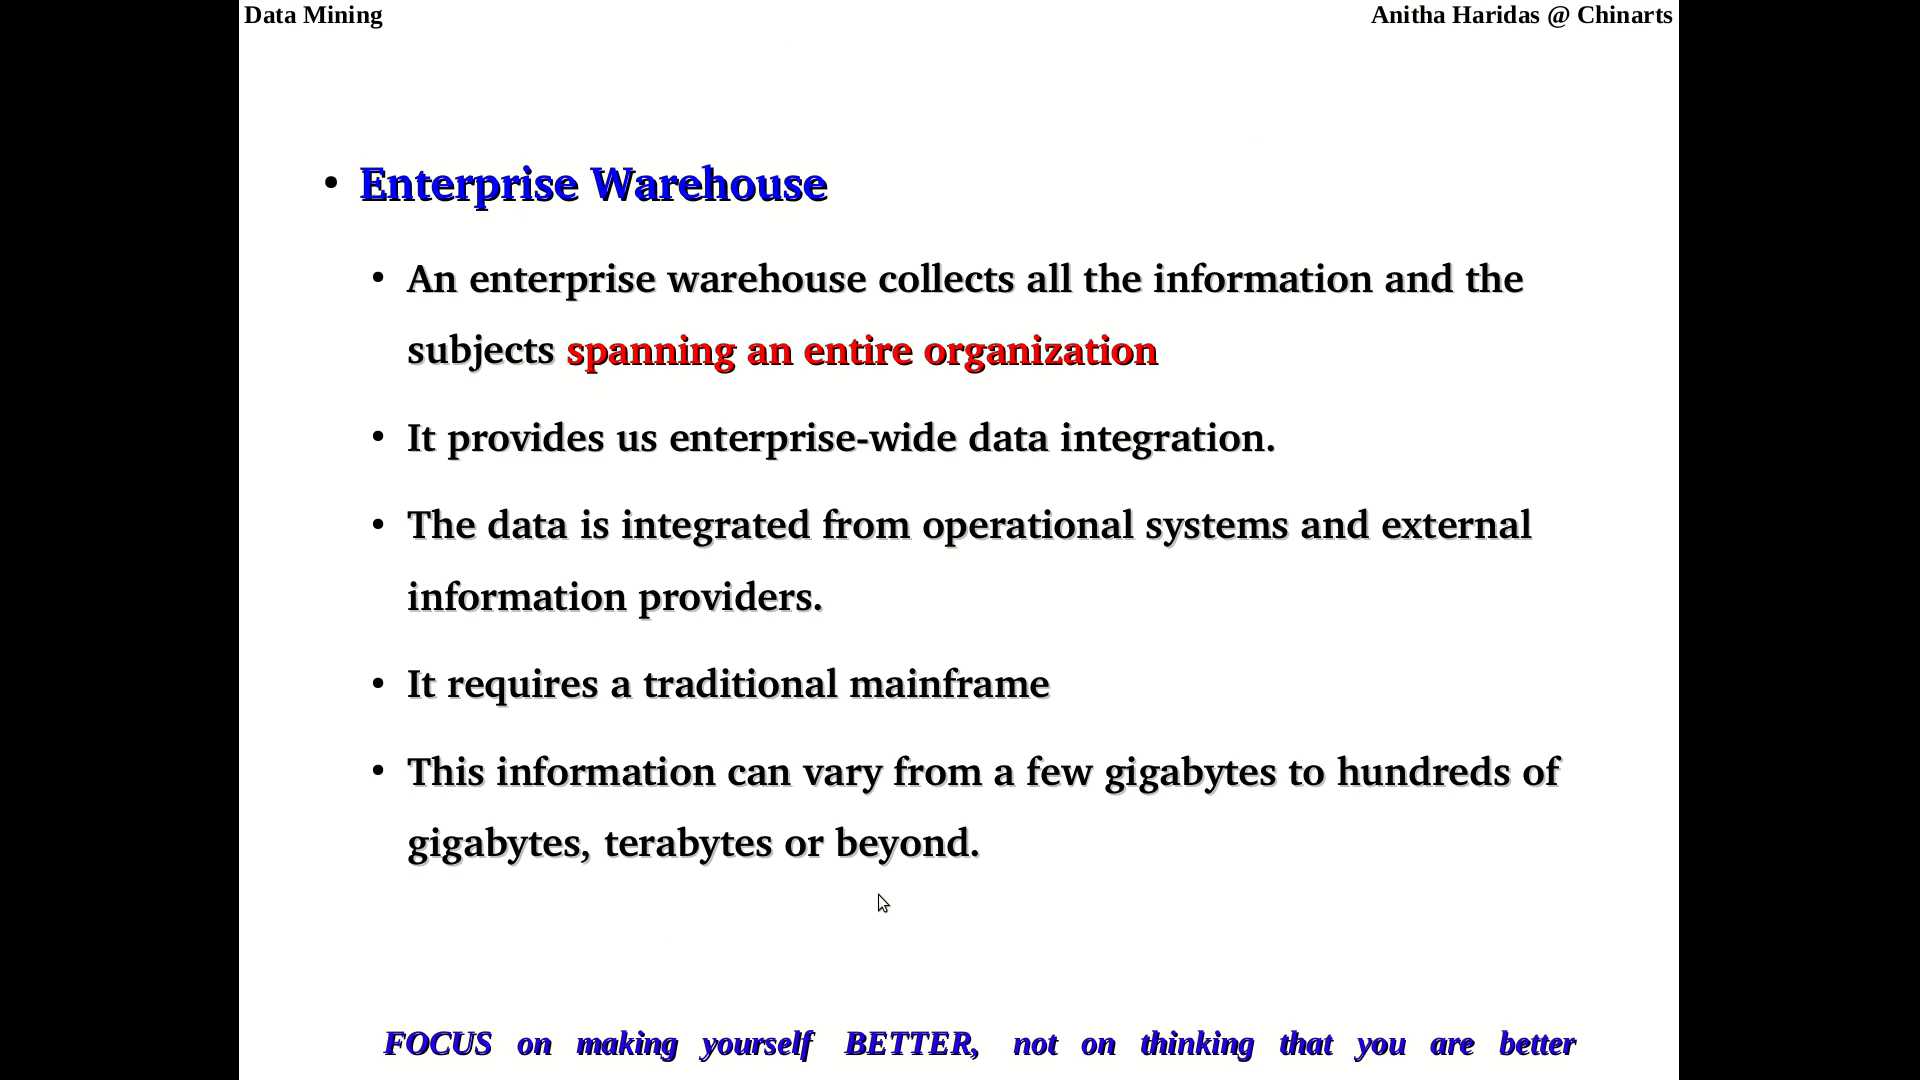 Data Mining
Anitha Haridas @ Chinarts
• Enterprise Warehouse
• An enterprise warehouse collects all the information and the
subjects spanning an entire organization
• It provides us enterprise-wide data integration.
• The data is integrated from operational systems and external
information providers.
• It requires a traditional mainframe
• This information can vary from a few gigabytes to hundreds of
gigabytes, terabytes or beyond.
FOCUS on making yourself BETTER, not on thinking that you are better